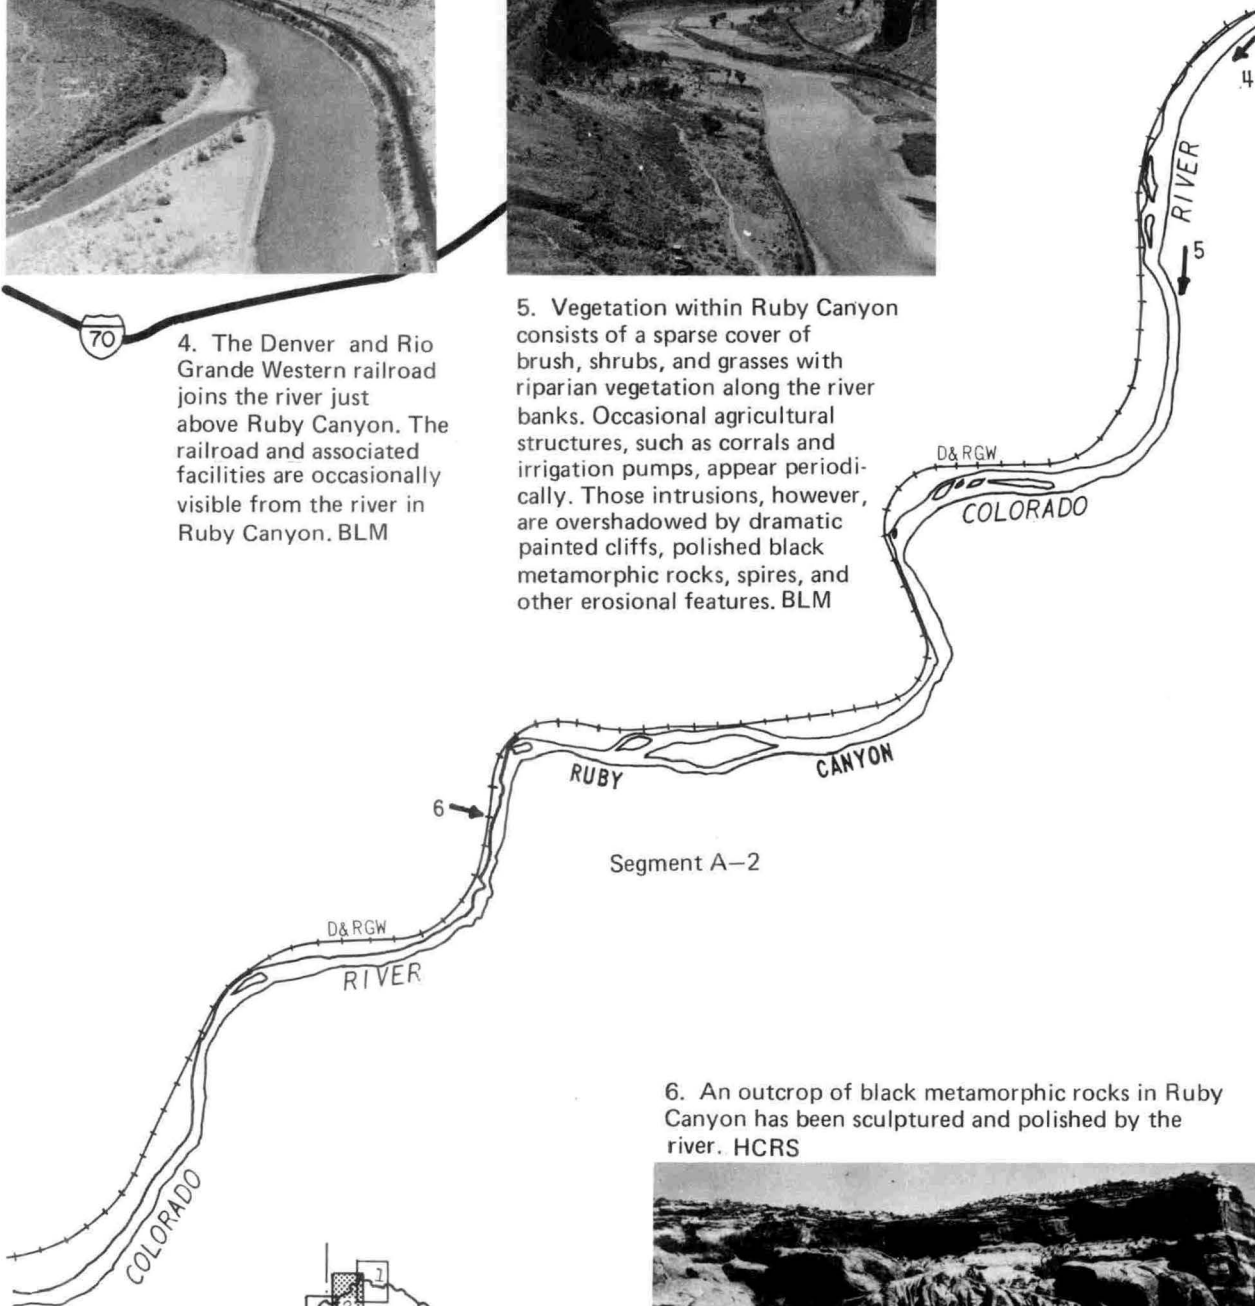 4
RIVER
5
70
4. The Denver and Rio
Grande Western railroad
joins the river just
above Ruby Canyon. The
railroad and associated
facilities are occasionally
visible from the river in
Ruby Canyon. BLM
5. Vegetation within Ruby Canyon
consists of a sparse cover of
brush, shrubs, and grasses with
riparian vegetation along the river
banks. Occasional agricultural
structures, such as corrals and
irrigation pumps, appear periodi-
cally. Those intrusions, however,
are overshadowed by dramatic
painted cliffs, polished black
metamorphic rocks, spires, and
other erosional features. BLM
D&RGW
COLORADO
RUBY CANYON
6
Segment A—2
D&RGW
RIVER
COLORADO
6. An outcrop of black metamorphic rocks in Ruby
Canyon has been sculptured and polished by the
river. HCRS
1